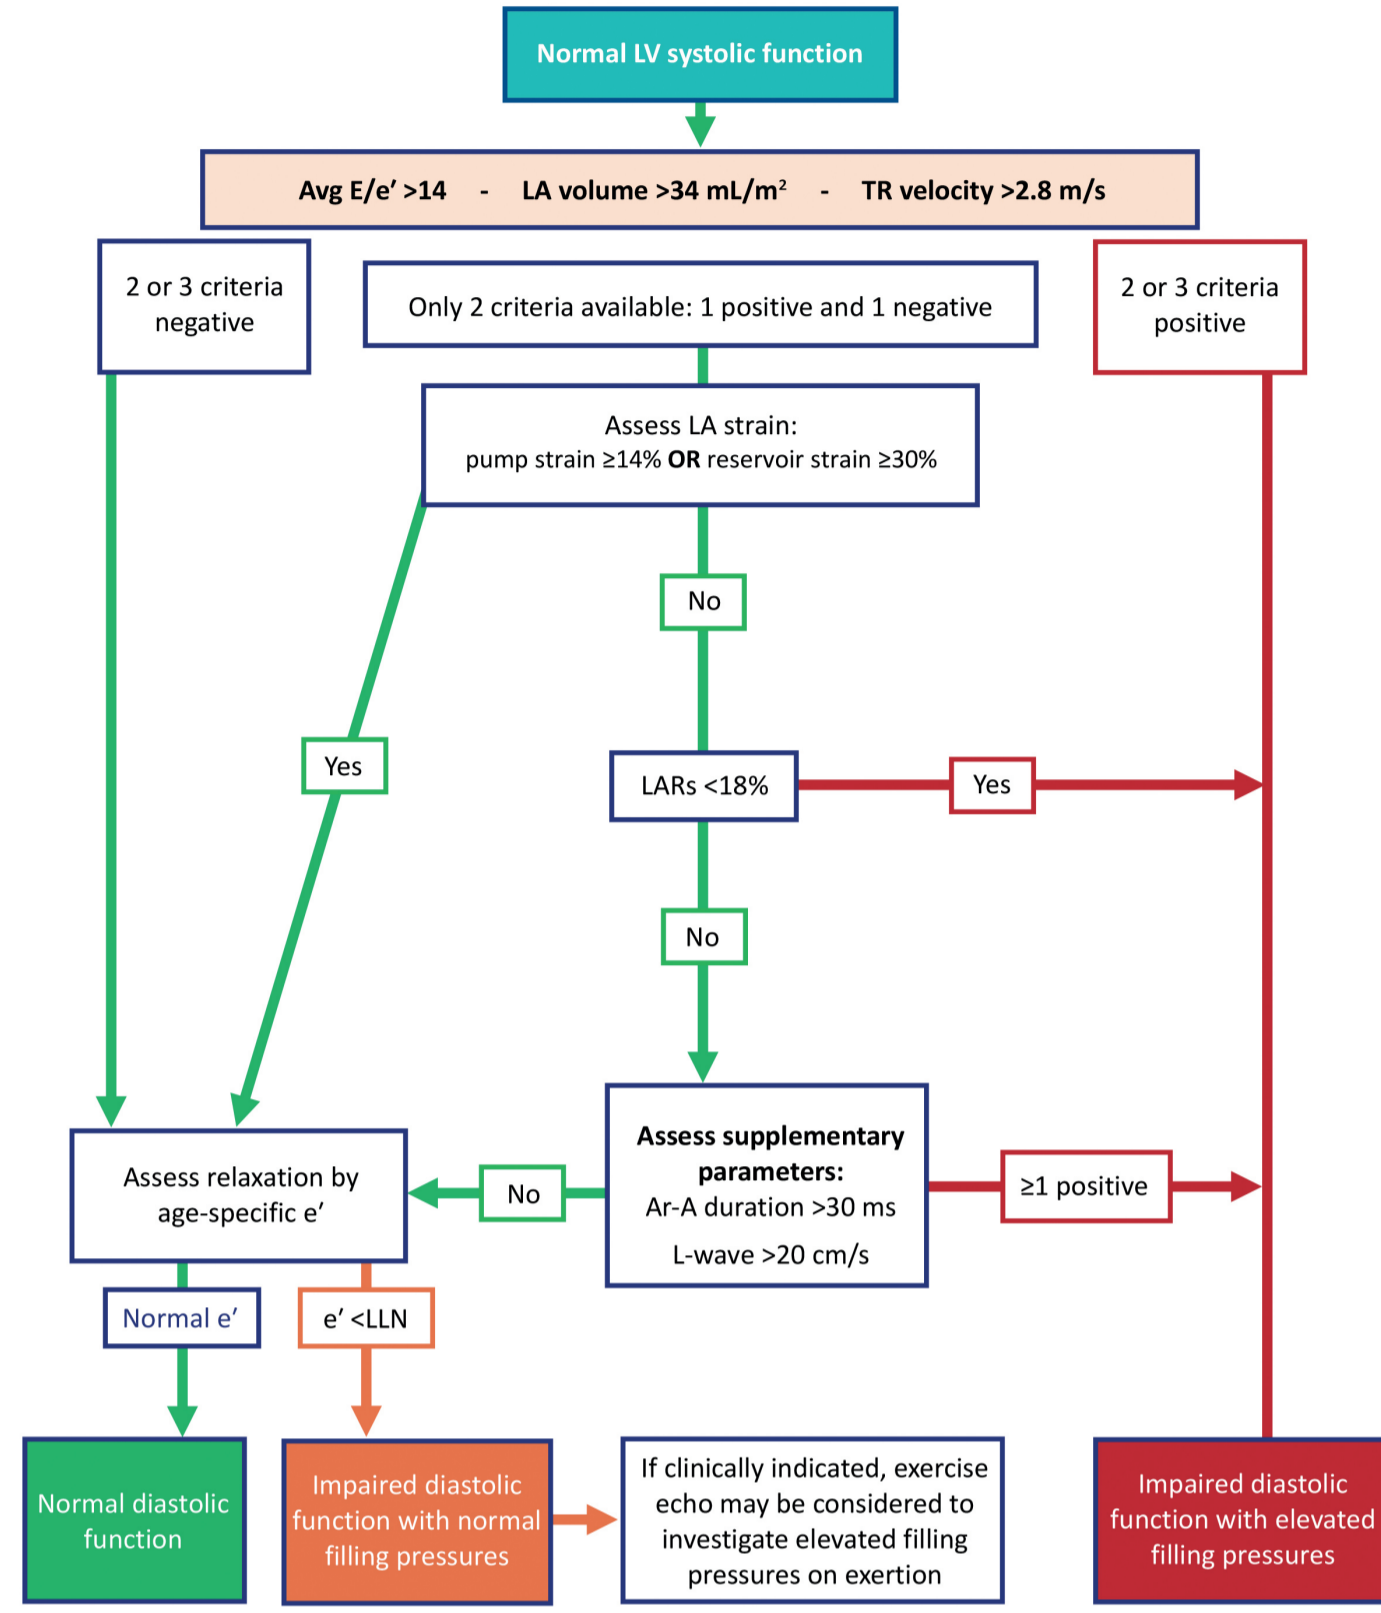 Normal LV systolic function
Avg E/e′ >14 - LA volume >34 mL/m² - TR velocity >2.8 m/s
2 or 3 criteria
negative
Only 2 criteria available: 1 positive and 1 negative
2 or 3 criteria
positive
Assess LA strain:
pump strain ≥14% OR reservoir strain ≥30%
No
Yes
LARs <18%
Yes
No
Assess supplementary
parameters:
Ar-A duration >30 ms
L-wave >20 cm/s
≥1 positive
No
Assess relaxation by
age-specific e′
Normal e′
e′ <LLN
Normal diastolic
function
Impaired diastolic
function with normal
filling pressures
If clinically indicated, exercise
echo may be considered to
investigate elevated filling
pressures on exertion
Impaired diastolic
function with elevated
filling pressures